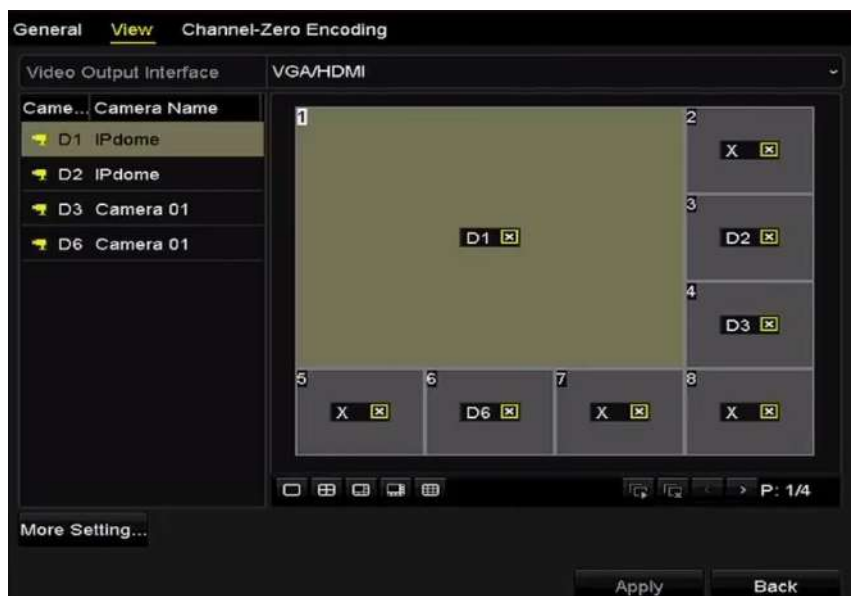 General View Channel-Zero Encoding
Video Output Interface VGA/HDMI
Came... Camera Name
D1 IPdome
D2 IPdome
D3 Camera 01
D6 Camera 01
1
2
X
3
D1
D2
4
D3
5
6
7
8
X
D6
X
X
P: 1/4
More Setting...
Apply Back